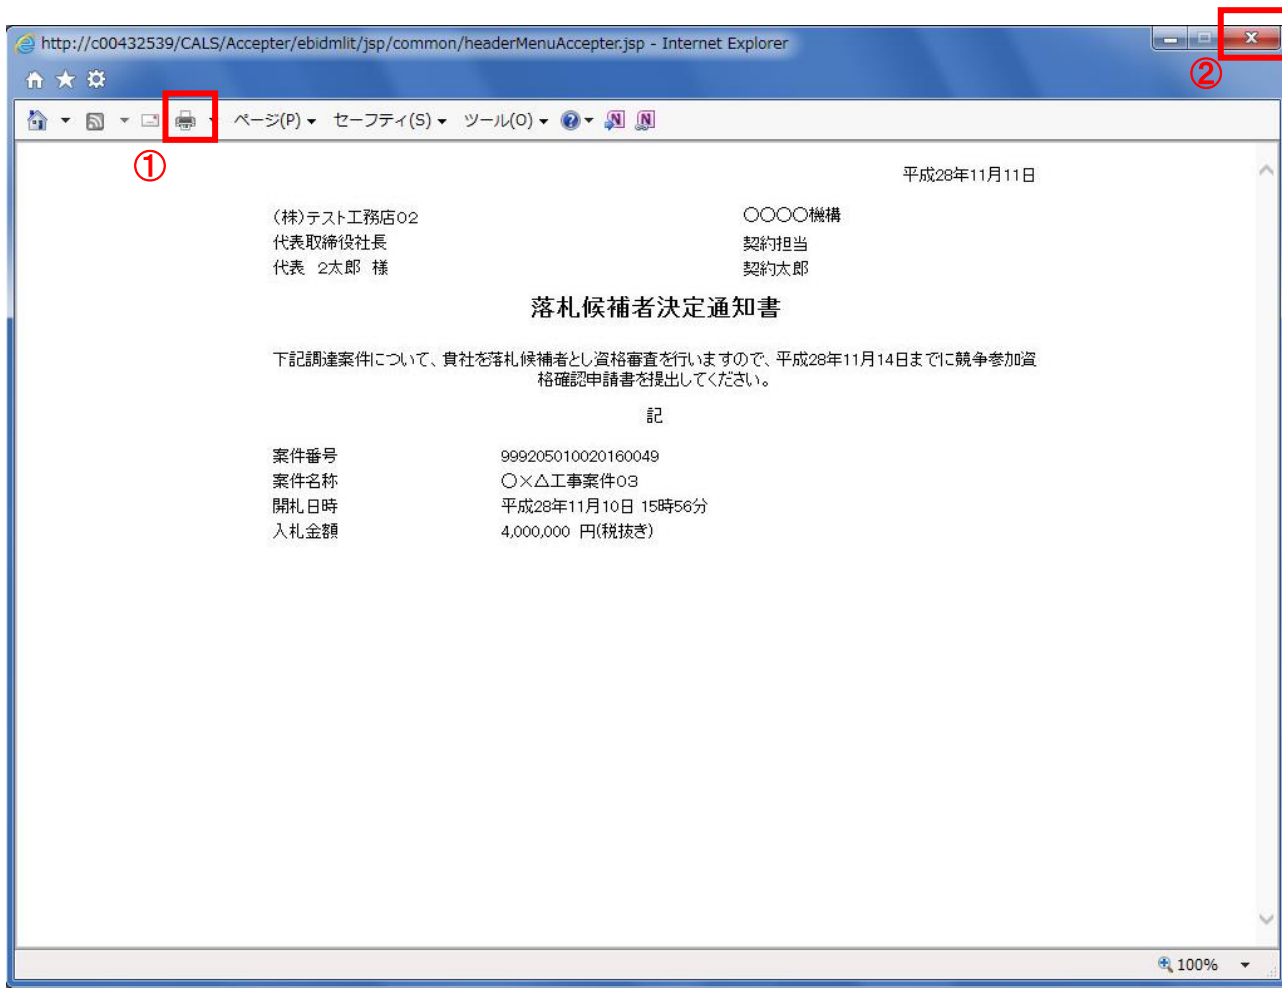 http://c00432539/CALS/Accepter/ebidmlit/jsp/common/headerMenuAccepter.jsp - Internet Explorer
②
ページ(P) セーフティ(S) ツール(O)
①
平成28年11月11日
(株)テスト工務店02 〇〇〇〇機構
代表取締役社長 契約担当
代表 2太郎 様 契約太郎
落札候補者決定通知書
下記調達案件について、貴社を落札候補者とし資格審査を行いますので、平成28年11月14日までに競争参加資
格確認申請書を提出してください。
記
案件番号 999205010020160049
案件名称 〇×△工事案件03
開札日時 平成28年11月10日 15時56分
入札金額 4,000,000 円(税抜き)
100%